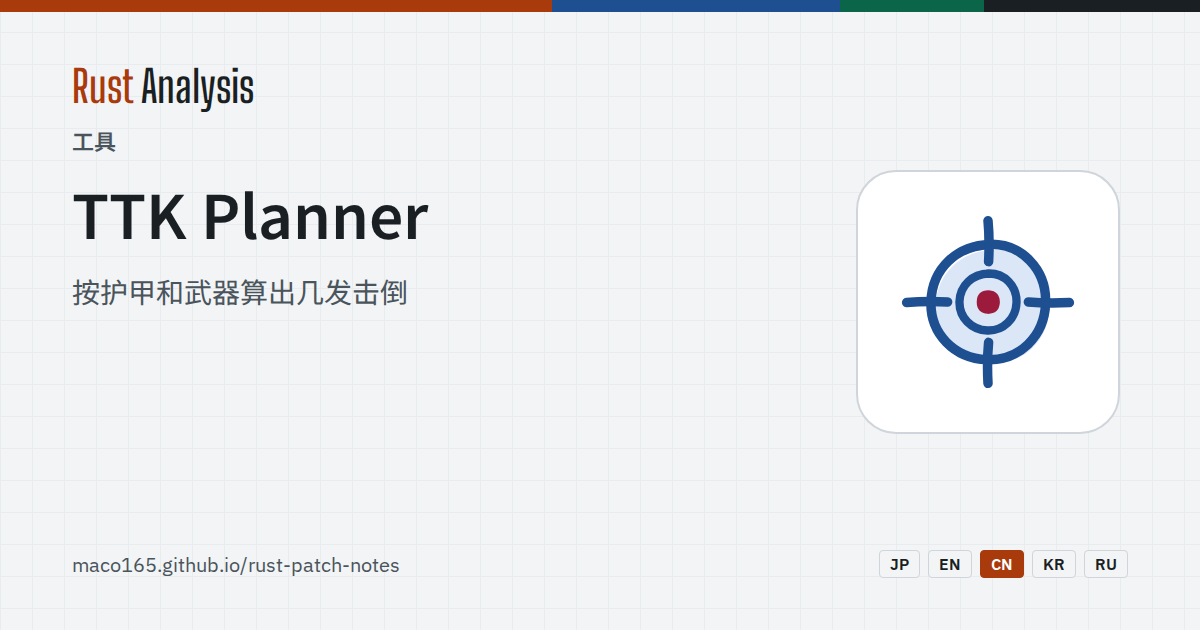 Rust Analysis
工具
TTK Planner
按护甲和武器算出几发击倒
maco165.github.io/rust-patch-notes
JP EN CN KR RU